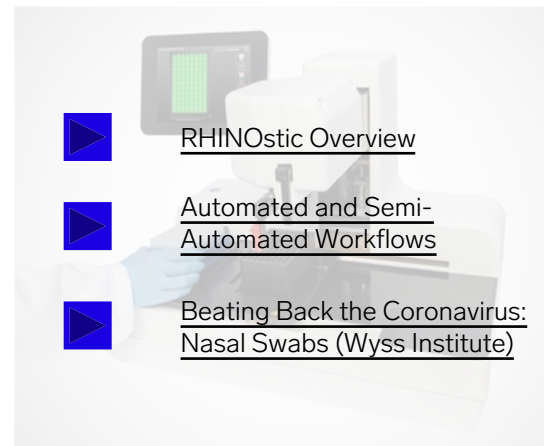 RHINOstic Overview
Automated and Semi-
Automated Workflows
Beating Back the Coronavirus:
Nasal Swabs (Wyss Institute)